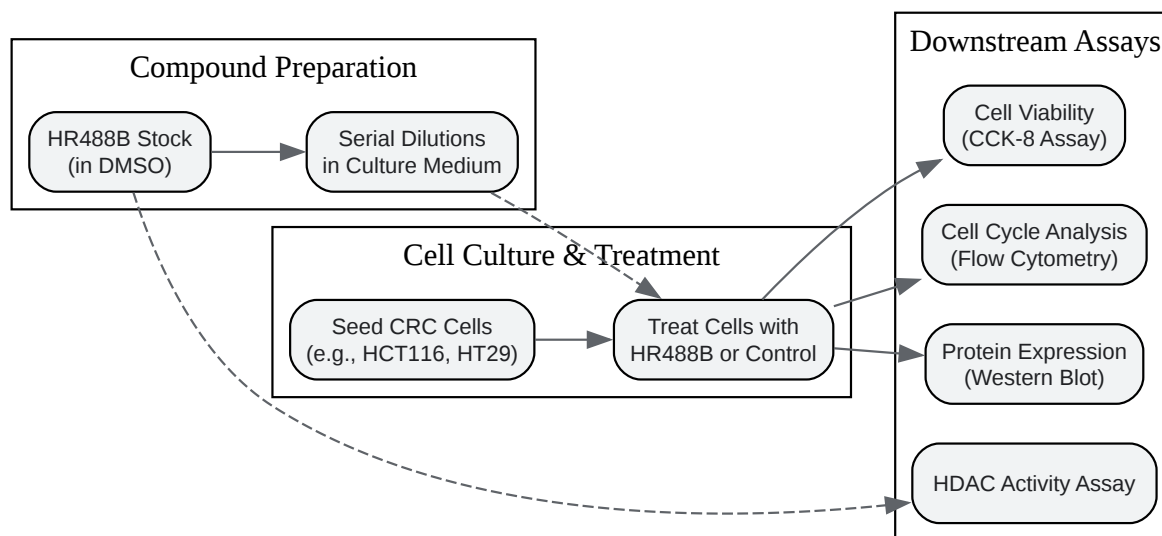 Compound Preparation
HR488B Stock
(in DMSO)
Serial Dilutions
in Culture Medium
Cell Culture & Treatment
Seed CRC Cells
(e.g., HCT116, HT29)
Treat Cells with
HR488B or Control
Downstream Assays
Cell Viability
(CCK-8 Assay)
Cell Cycle Analysis
(Flow Cytometry)
Protein Expression
(Western Blot)
HDAC Activity Assay